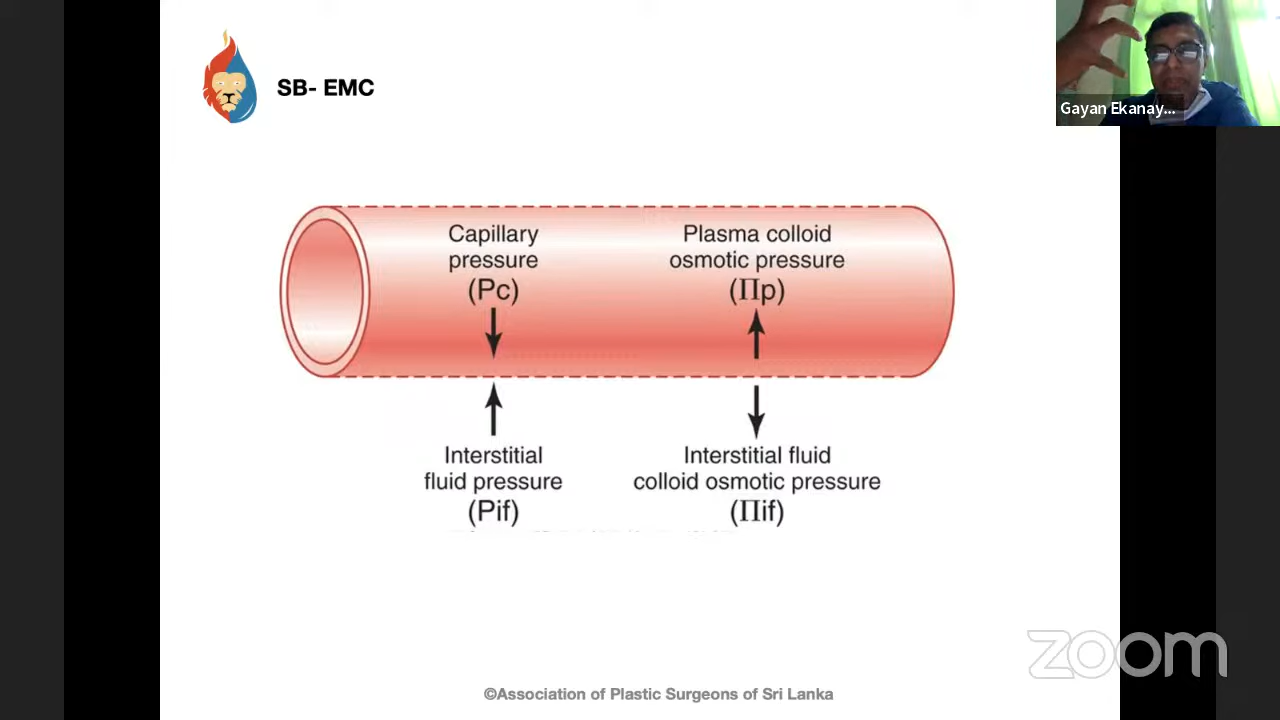 SB- EMC
Gayan Ekanay...
Capillary
pressure
(Pc)
Plasma colloid
osmotic pressure
(Πp)
Interstitial
fluid pressure
(Pif)
Interstitial fluid
colloid osmotic pressure
(Πif)
zoom
©Association of Plastic Surgeons of Sri Lanka